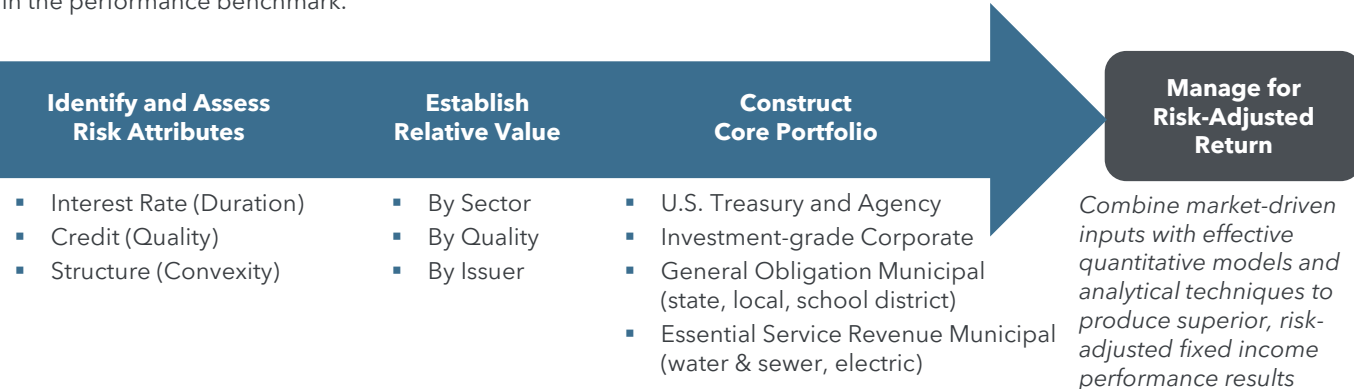 in the performance benchmark.
Identify and Assess
Risk Attributes
Establish
Relative Value
Construct
Core Portfolio
Manage for
Risk-Adjusted
Return
▪ Interest Rate (Duration)
▪ Credit (Quality)
▪ Structure (Convexity)
▪ By Sector
▪ By Quality
▪ By Issuer
▪ U.S. Treasury and Agency
▪ Investment-grade Corporate
▪ General Obligation Municipal
(state, local, school district)
▪ Essential Service Revenue Municipal
(water & sewer, electric)
Combine market-driven
inputs with effective
quantitative models and
analytical techniques to
produce superior, risk-
adjusted fixed income
performance results